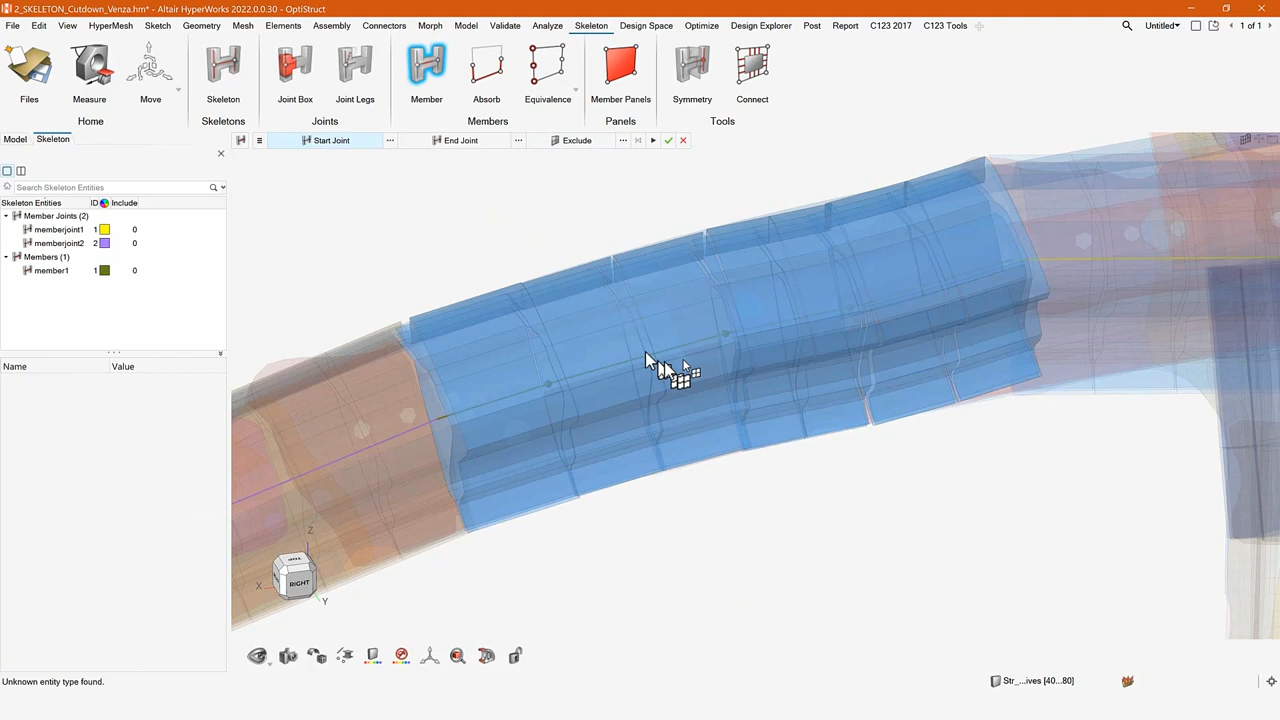 2_SKELETON_Cutdown_Venza.hm* - Altair HyperWorks 2022.0.0.30 - OptiStruct
File Edit View HyperMesh Sketch Geometry Mesh Elements Assembly Connectors Morph Model Validate Analyze Skeleton Design Space Optimize Design Explorer Post Report C123 2017 C123 Tools Untitled 1 of 1
Files Measure Move Skeleton Joint Box Joint Legs Member Absorb Equivalence Member Panels Symmetry Connect
Home Skeletons Joints Members Panels Tools
Model Skeleton Start Joint End Joint Exclude
Search Skeleton Entities
Skeleton Entities ID Include
Member Joints (2)
memberjoint1 1 0
memberjoint2 2 0
Members (1)
member1 1 0
Name Value
Z
TOP
RIGHT
X
Y
Unknown entity type found.
Str_...ives [40...80]